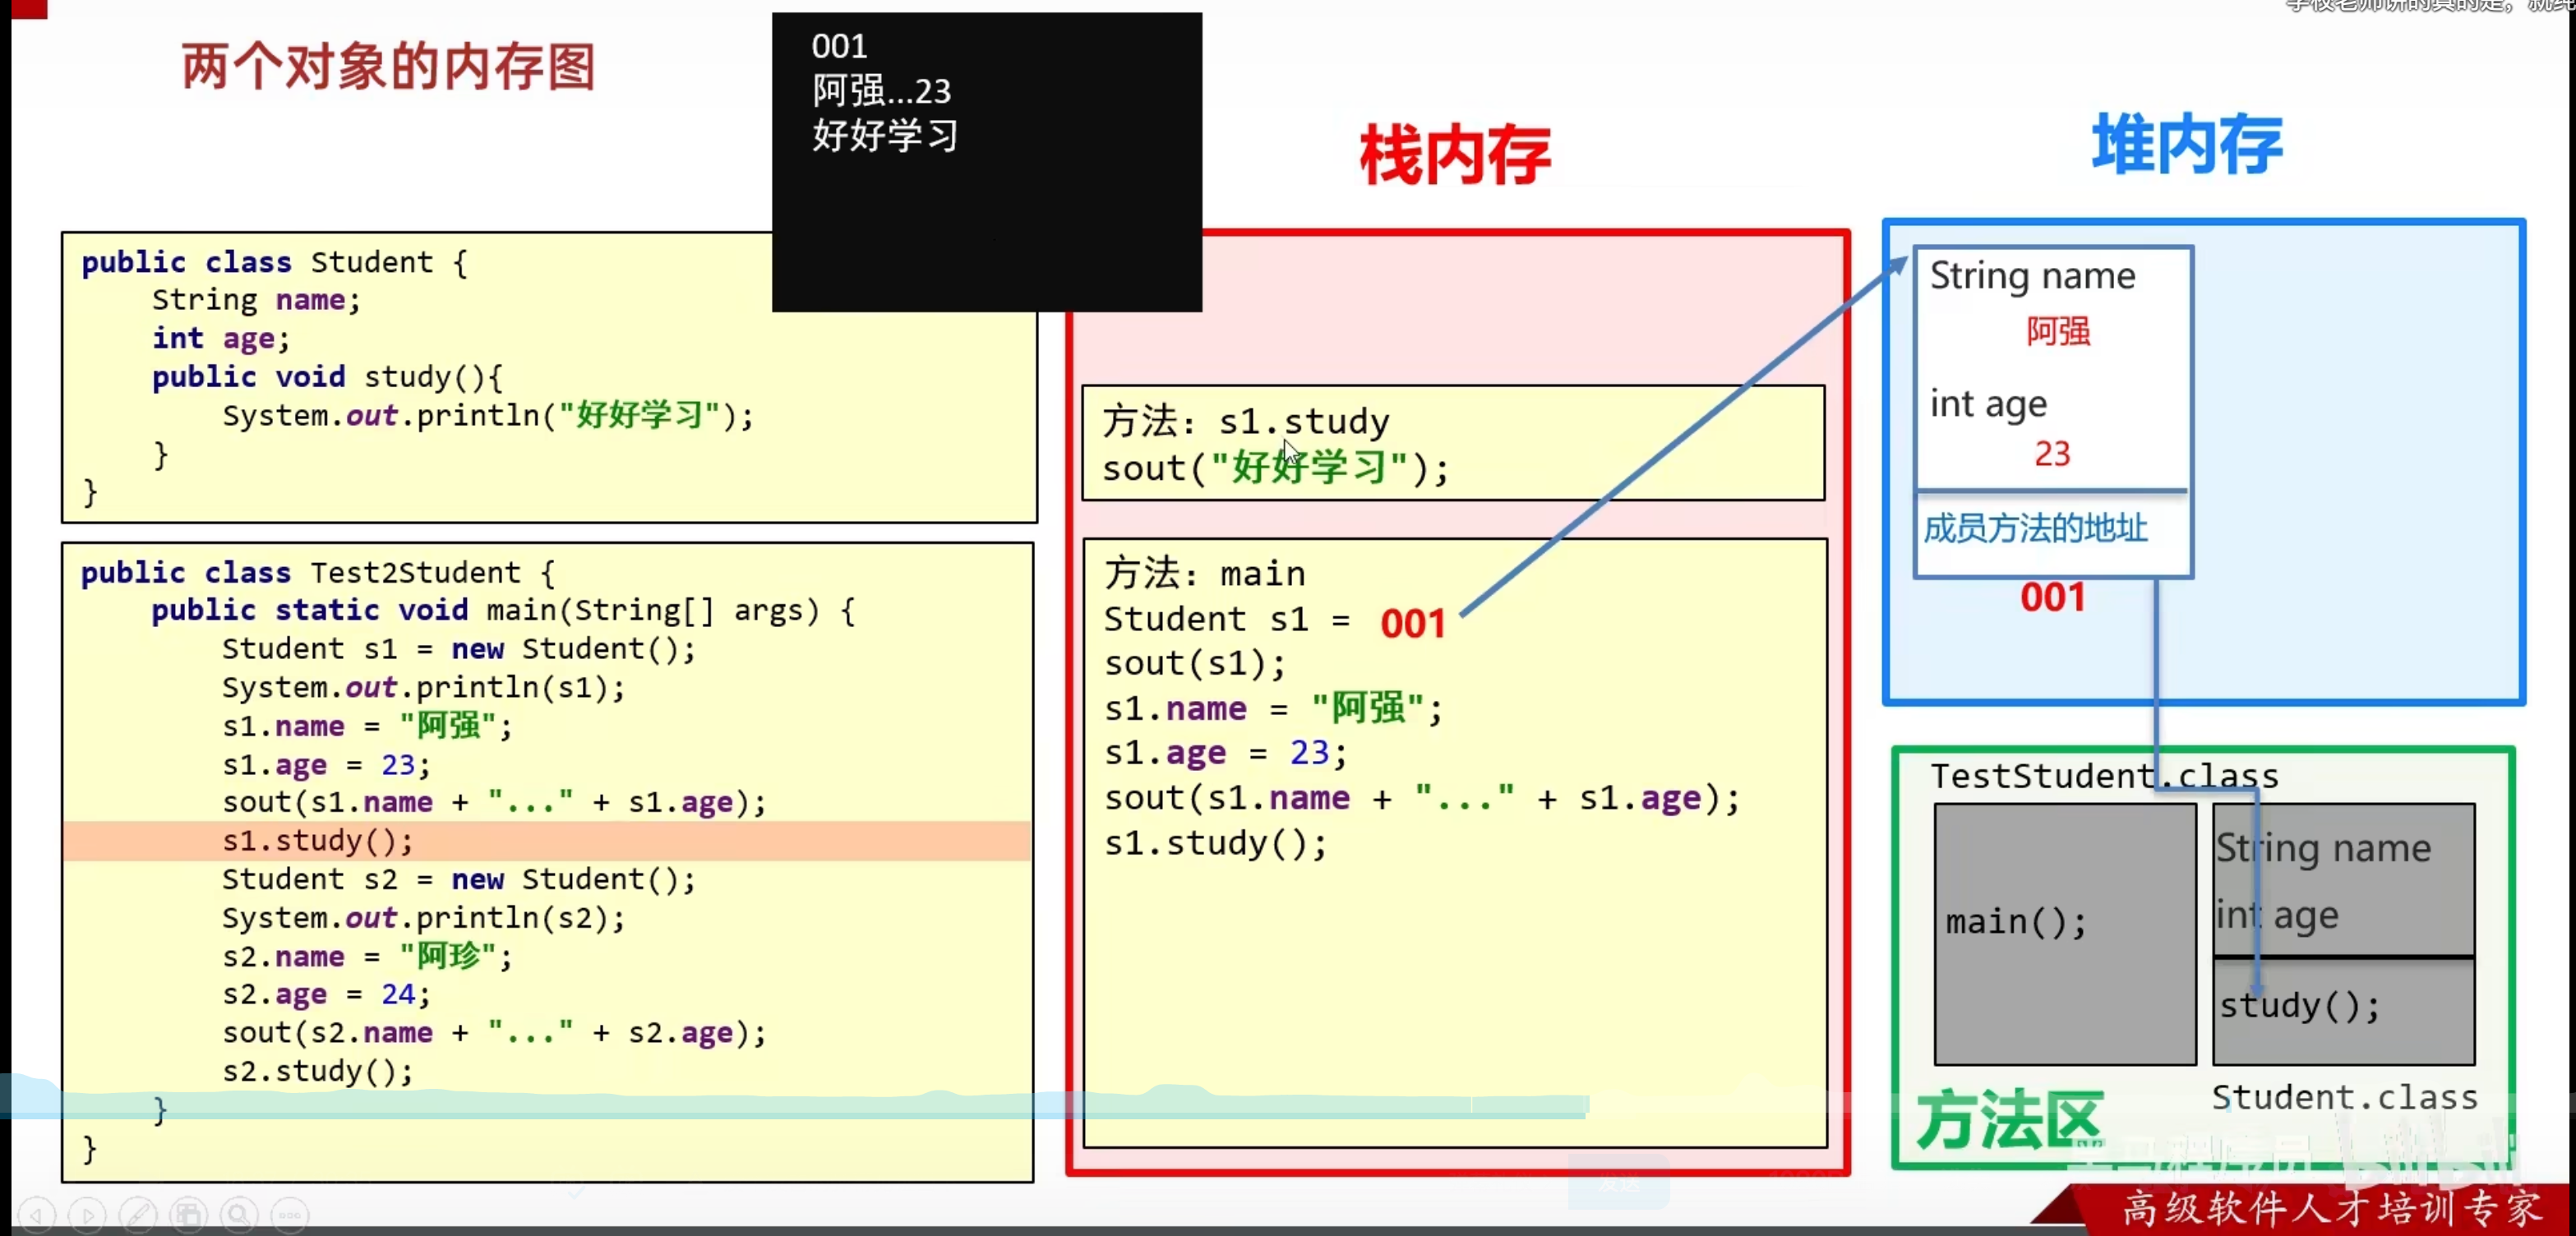 两个对象的内存图
001
阿强...23
好好学习
public class Student {
String name;
int age;
public void study(){
System.out.println("好好学习");
}
}
public class Test2Student {
public static void main(String[] args) {
Student s1 = new Student();
System.out.println(s1);
s1.name = "阿强";
s1.age = 23;
sout(s1.name + "..." + s1.age);
s1.study();
Student s2 = new Student();
System.out.println(s2);
s2.name = "阿珍";
s2.age = 24;
sout(s2.name + "..." + s2.age);
s2.study();
}
}
栈内存
方法：s1.study
sout("好好学习");
方法：main
Student s1 = 001
sout(s1);
s1.name = "阿强";
s1.age = 23;
sout(s1.name + "..." + s1.age);
s1.study();
堆内存
String name
阿强
int age
23
成员方法的地址
001
TestStudent.class
main();
String name
int age
study();
Student.class
方法区
高级软件人才培训专家